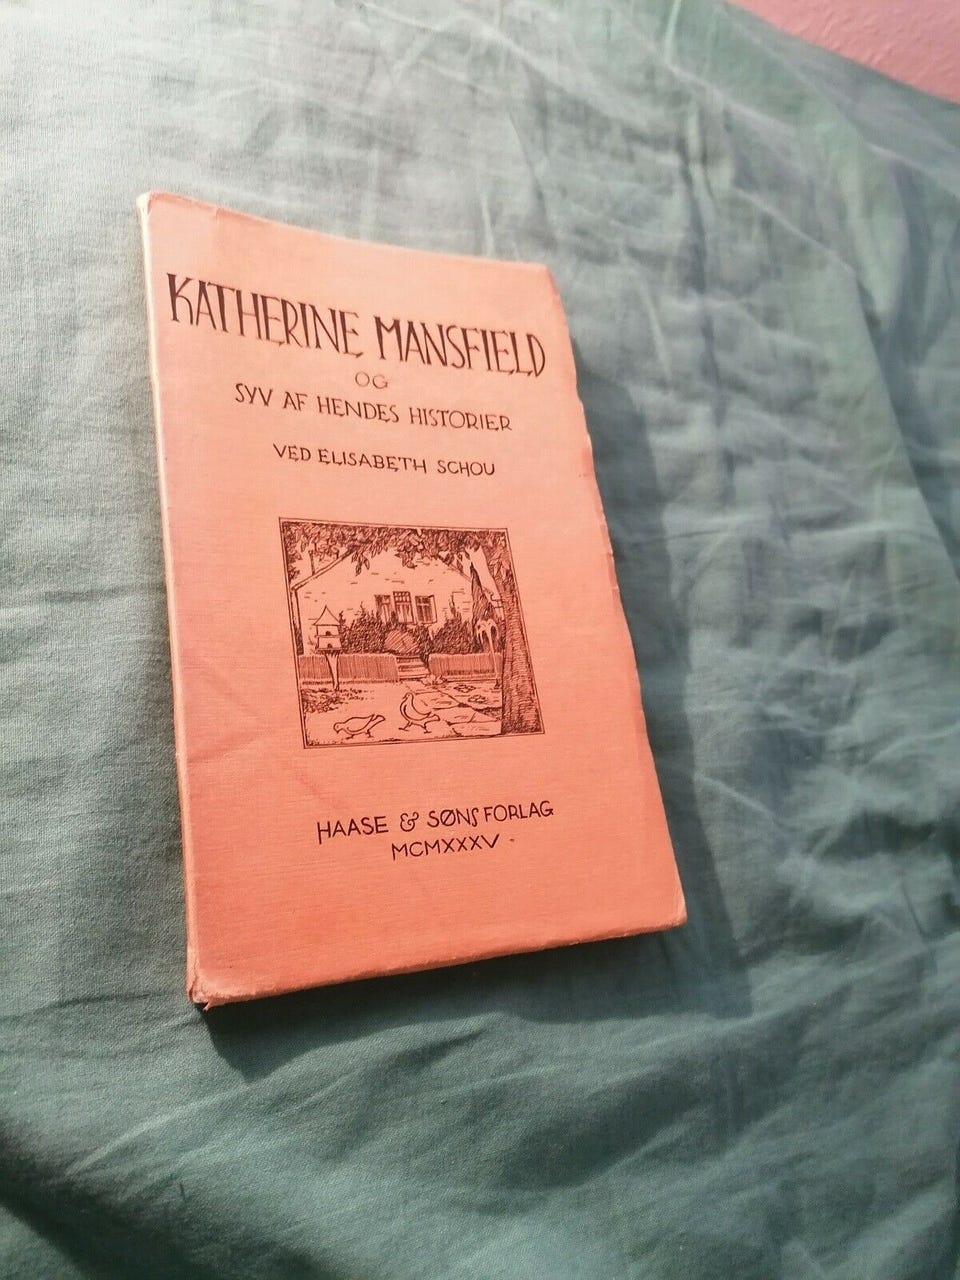 KATHERINE MANSFIELD
OG
SYV AF HENDES HISTORIER
VED ELISABETH SCHOU
HAASE & SØNS FORLAG
MCMXXXV